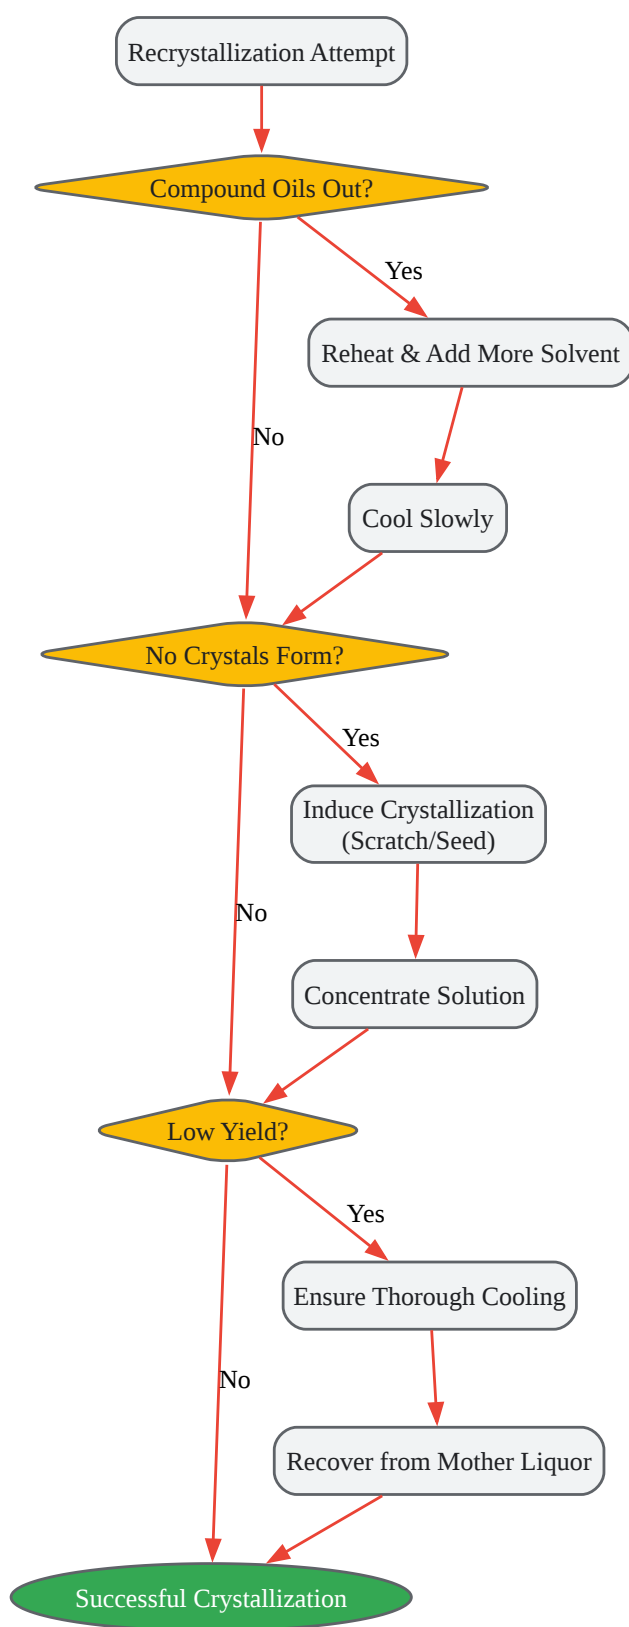 Recrystallization Attempt
Compound Oils Out?
Yes
Reheat & Add More Solvent
No
Cool Slowly
No Crystals Form?
Yes
Induce Crystallization
(Scratch/Seed)
No
Concentrate Solution
Low Yield?
Yes
Ensure Thorough Cooling
No
Recover from Mother Liquor
Successful Crystallization